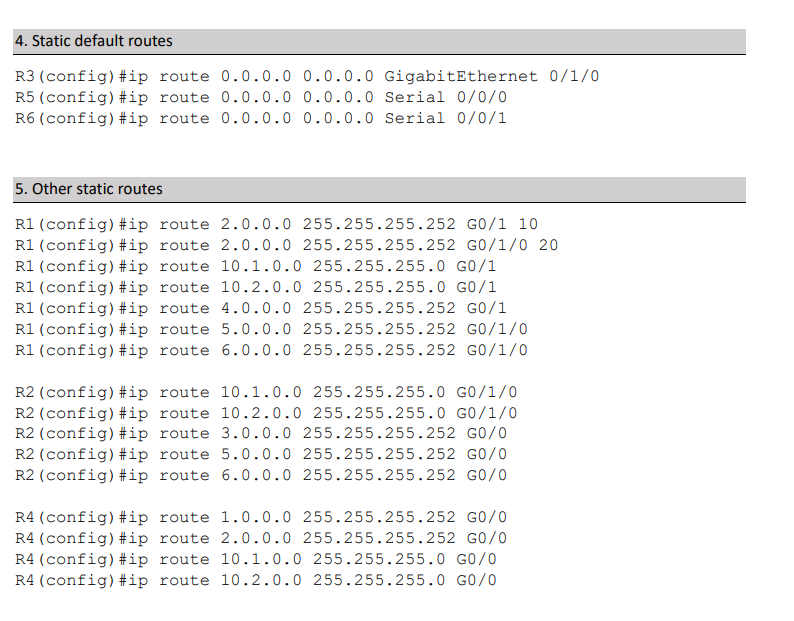 4. Static default routes
R3(config)#ip route 0.0.0.0 0.0.0.0 GigabitEthernet 0/1/0
R5(config)#ip route 0.0.0.0 0.0.0.0 Serial 0/0/0
R6(config)#ip route 0.0.0.0 0.0.0.0 Serial 0/0/1
5. Other static routes
R1(config)#ip route 2.0.0.0 255.255.255.252 G0/1 10
R1(config)#ip route 2.0.0.0 255.255.255.252 G0/1/0 20
R1(config)#ip route 10.1.0.0 255.255.255.0 G0/1
R1(config)#ip route 10.2.0.0 255.255.255.0 G0/1
R1(config)#ip route 4.0.0.0 255.255.255.252 G0/1
R1(config)#ip route 5.0.0.0 255.255.255.252 G0/1/0
R1(config)#ip route 6.0.0.0 255.255.255.252 G0/1/0
R2(config)#ip route 10.1.0.0 255.255.255.0 G0/1/0
R2(config)#ip route 10.2.0.0 255.255.255.0 G0/1/0
R2(config)#ip route 3.0.0.0 255.255.255.252 G0/0
R2(config)#ip route 5.0.0.0 255.255.255.252 G0/0
R2(config)#ip route 6.0.0.0 255.255.255.252 G0/0
R4(config)#ip route 1.0.0.0 255.255.255.252 G0/0
R4(config)#ip route 2.0.0.0 255.255.255.252 G0/0
R4(config)#ip route 10.1.0.0 255.255.255.0 G0/0
R4(config)#ip route 10.2.0.0 255.255.255.0 G0/0